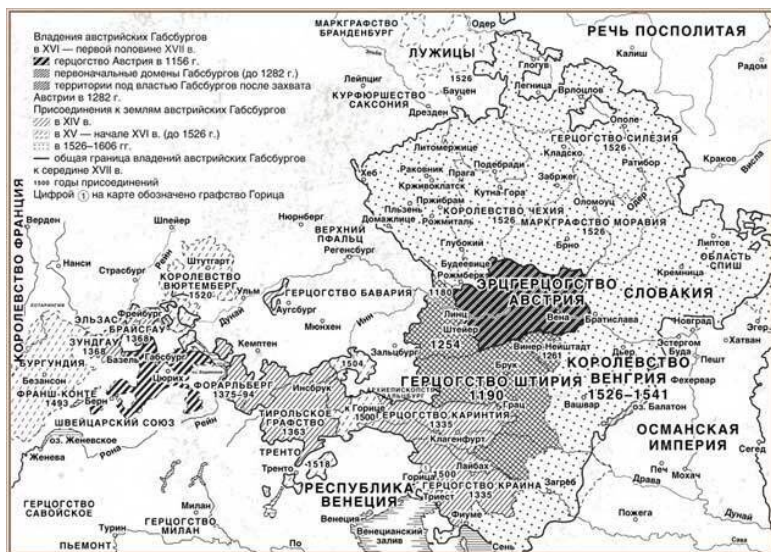 Владения австрийских Габсбургов
в XVI — первой половине XVII в.
герцогство Австрия в 1156 г.
первоначальные домены Габсбургов (до 1282 г.)
территории под властью Габсбургов после захвата
Австрии в 1282 г.
Присоединения к землям австрийских Габсбургов
в XIV в.
в XV — начале XVI в. (до 1526 г.)
в 1526–1606 гг.
общая граница владений австрийских Габсбургов
к середине XVII в.
1500 годы присоединений
Цифрой 1 на карте обозначено графство Горица
МАРКГРАФСТВО
БРАНДЕНБУРГ
Одер
Эльба
ЛУЖИЦЫ
1526
РЕЧЬ ПОСПОЛИТАЯ
Калиш
Радом
Глогув
Лейпциг
Бауцен
Легница
Врлоцлов
КУРФЮРШЕСТВО
САКСОНИЯ
Дрезден
Ополе
ГЕРЦОГСТВО СИЛЕЗИЯ
1526
Литомержице
Кладско
Краков
Висла
Хеб
Раковник
Прага
Подебради
Забржег
Ратибор
Крживоклатск
Кутна-Гора
Одер
Пржибрам
Оломоуц
Пльзень
КОРОЛЕВСТВО ЧЕХИЯ
1526
Домажлице
Рожмиталь
МАРКГРАФСТВО МОРАВИЯ
1526
Верден
Шпейер
Нюрнберг
ВЕРХНИЙ
ПФАЛЬЦ
Глубокий
Брно
Липтов
ОБЛАСТЬ
СПИШ
КОРОЛЕВСТВО ФРАНЦИЯ
Нанси
Рейн
Страсбург
Штутгарт
Регенсбург
Будеевице
Рожмберк
Кремница
КОРОЛЕВСТВО
ВЮРТЕМБЕРГ
1520
Ульм
ГЕРЦОГСТВО БАВАРИЯ
1180
ЭРЦГЕРЦОГСТВО
АВСТРИЯ
СЛОВАКИЯ
ЭЛЬЗАС
Фрейбург
БРАЙСГАУ
1368
Дунай
Аугсбург
Инн
Линц
Вена
Братислава
Новград
Эгер
ЗУНДГАУ
1368
Мюнхен
Штейер
Эстергом
Хатван
БУРГУНДИЯ
Базель
Габсбург
Кемптен
Зальцбург
1254
Винер-Нейштадт
1261
Дьер
Буда
Пешт
Безансон
Цюрих
1504
Брук
КОРОЛЕВСТВО
ВЕНГРИЯ
1526–1541
Фехервар
ФРАНШ-КОНТЕ
1493
Берн
ФОРАРЛЬБЕРГ
1375-94
Инсбрук
АРХИЕПИСКОПСТВО
ЗАЛЬЦБУРГ
ГЕРЦОГСТВО ШТИРИЯ
1190
Вашвар
оз. Балатон
ШВЕЙЦАРСКИЙ СОЮЗ
Рейн
ТИРОЛЬСКОЕ
ГРАФСТВО
1363
к Горице
1500
ГЕРЦОГСТВО КАРИНТИЯ
1335
Грац
ОСМАНСКАЯ
ИМПЕРИЯ
оз. Женевское
Женева
Рона
Клагенфурт
Сегед
ТРЕНТО
Тренто
1518
Лайбах
Печ
Мохач
Драва
ГЕРЦОГСТВО
САВОЙСКОЕ
РЕСПУБЛИКА
ВЕНЕЦИЯ
Горица
1500
ГЕРЦОГСТВО КРАЙНА
1335
Загреб
Триест
Милан
ГЕРЦОГСТВО
МИЛАН
Венеция
Фиуме
Пожега
Дунай
Турин
ПЬЕМОНТ
По
Венецианский
залив
Сень
Сава